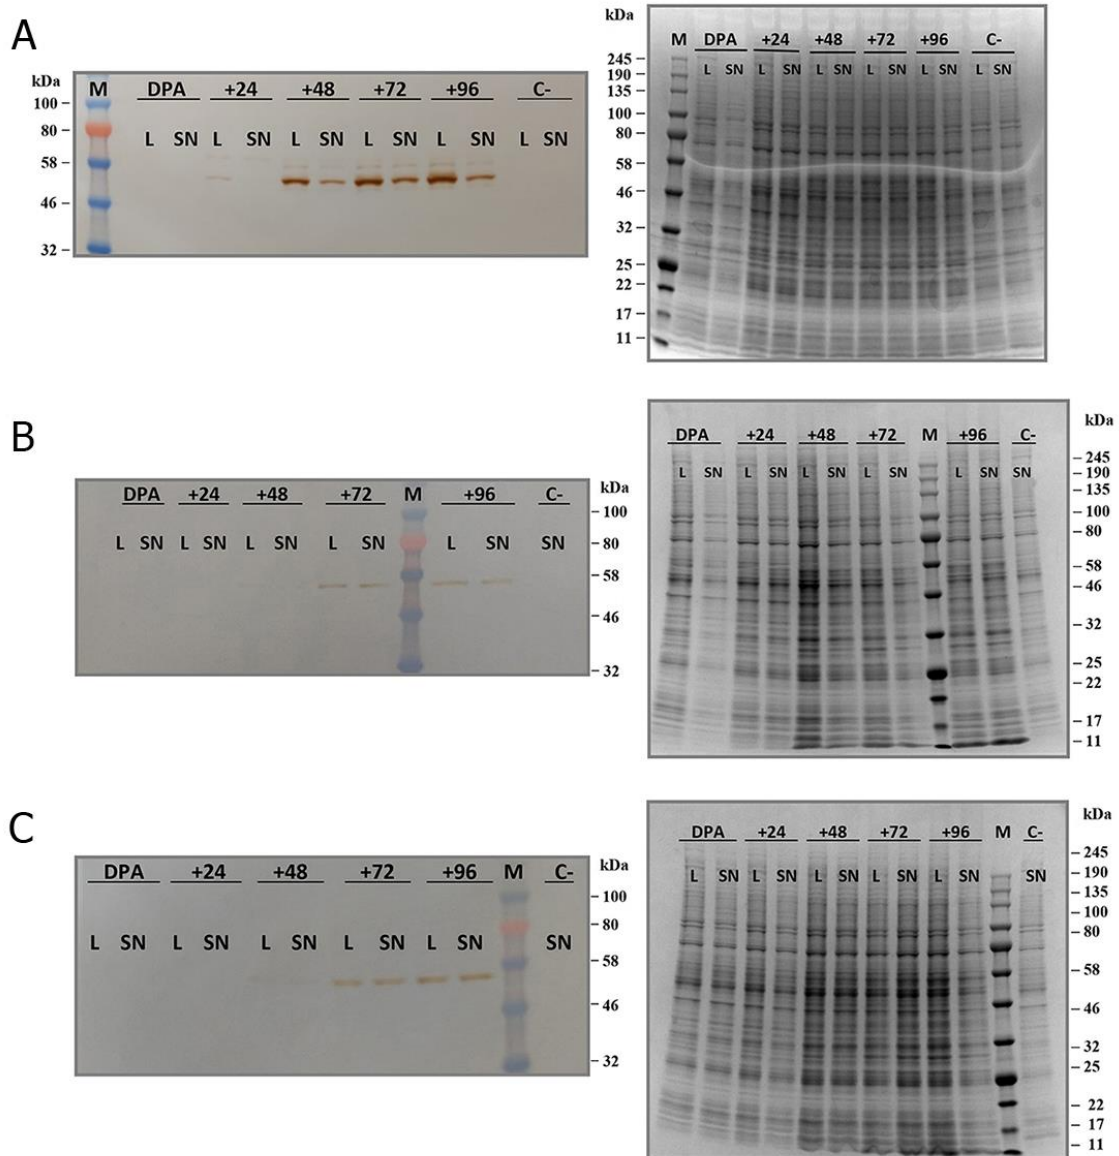 A
kDa
M DPA +24 +48 +72 +96 C-
L SN L SN L SN L SN L SN L SN
100
80
58
46
32
kDa
M DPA +24 +48 +72 +96 C-
L SN L SN L SN L SN L SN L SN
245
190
135
100
80
58
46
32
25
22
17
11
B
DPA +24 +48 +72 M +96 C- kDa
L SN L SN L SN L SN L SN SN
100
80
58
46
32
kDa
DPA +24 +48 +72 M +96 C-
L SN L SN L SN L SN L SN SN
245
190
135
100
80
58
46
32
25
22
17
11
C
DPA +24 +48 +72 +96 M C- kDa
L SN L SN L SN L SN L SN SN
100
80
58
46
32
kDa
DPA +24 +48 +72 +96 M C-
L SN L SN L SN L SN L SN SN
245
190
135
100
80
58
46
32
25
22
17
11